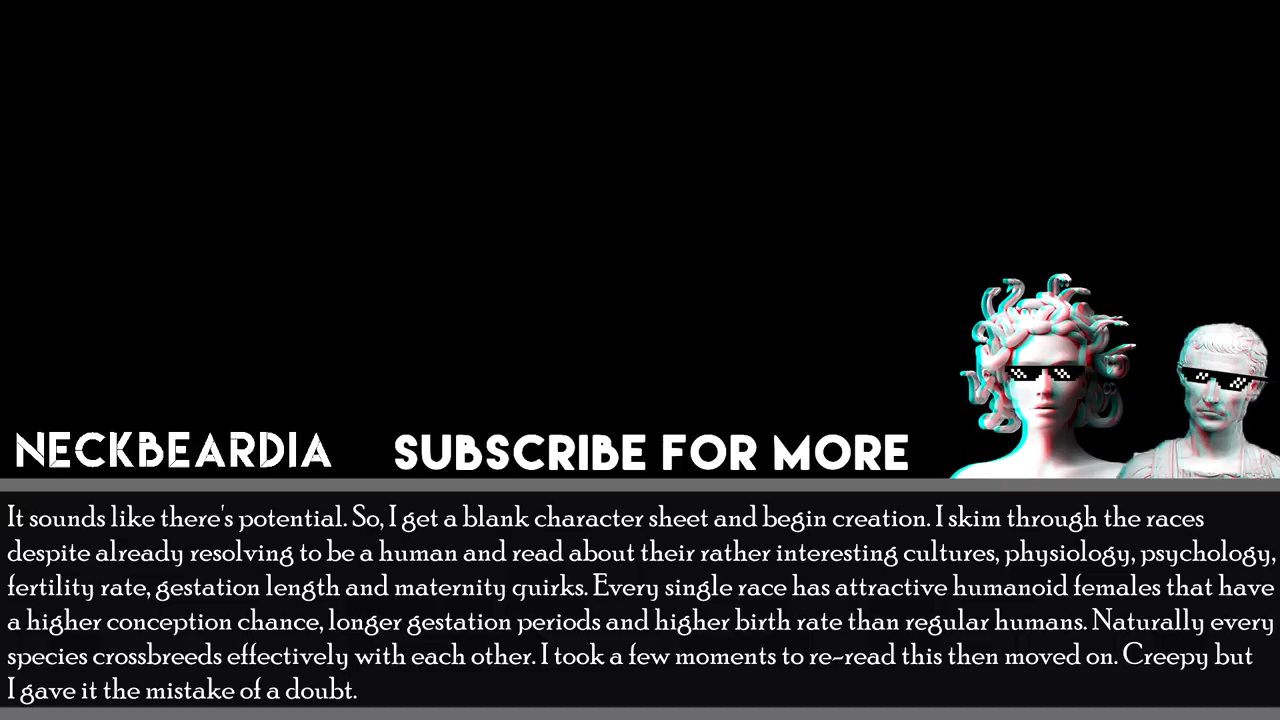 NECKBEARDIA
SUBSCRIBE FOR MORE
It sounds like there's potential. So, I get a blank character sheet and begin creation. I skim through the races
despite already resolving to be a human and read about their rather interesting cultures, physiology, psychology,
fertility rate, gestation length and maternity quirks. Every single race has attractive humanoid females that have
a higher conception chance, longer gestation periods and higher birth rate than regular humans. Naturally every
species crossbreeds effectively with each other. I took a few moments to re-read this then moved on. Creepy but
I gave it the mistake of a doubt.